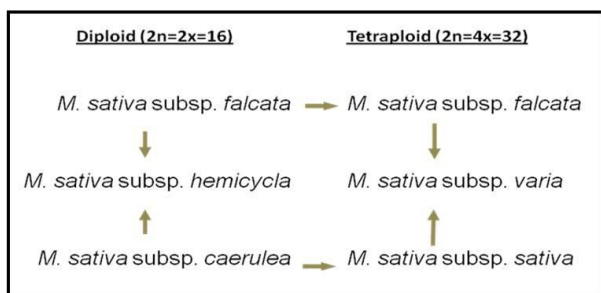 Diploid (2n=2x=16) Tetraploid (2n=4x=32)
M. sativa subsp. falcata M. sativa subsp. falcata
M. sativa subsp. hemicycla M. sativa subsp. varia
M. sativa subsp. caerulea M. sativa subsp. sativa